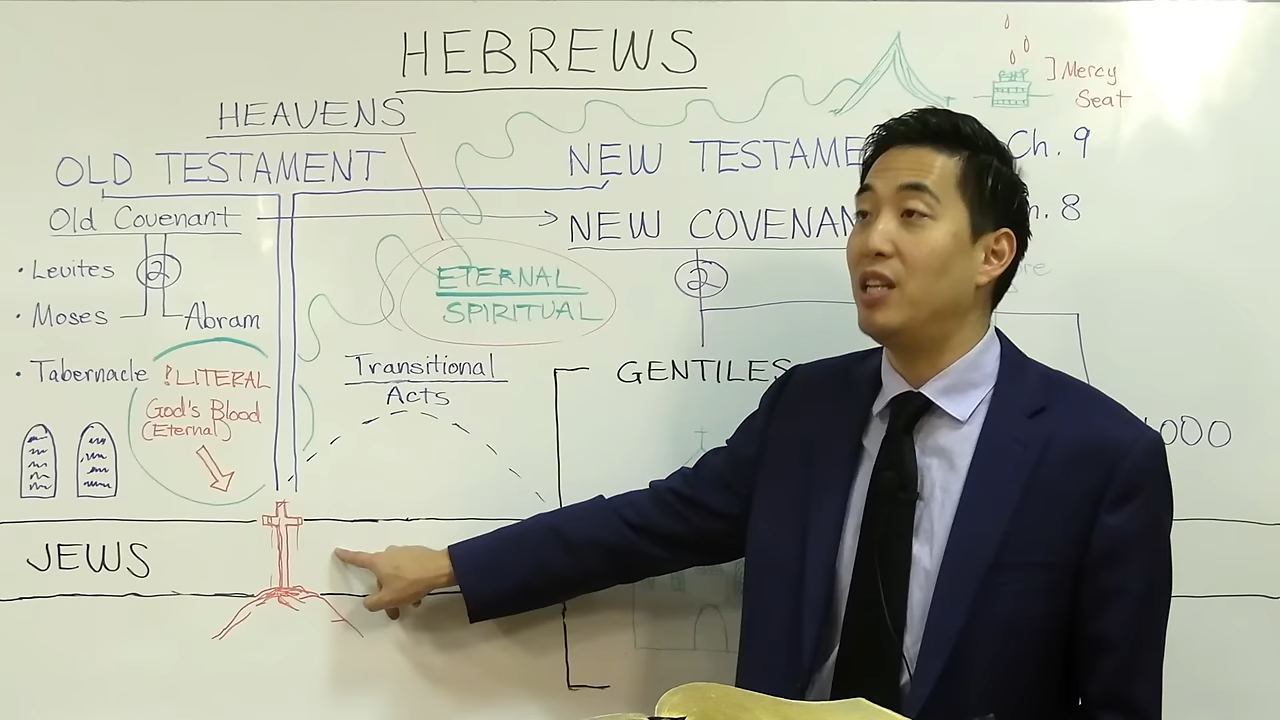 HEBREWS
] Mercy
Seat
HEAVENS
OLD TESTAMENT
NEW TESTAME
Ch. 9
Old Covenant
NEW COVENAN
. 8
• Levites
2
ETERNAL
2
• Moses
Abram
SPIRITUAL
• Tabernacle
! LITERAL
Transitional
Acts
GENTILES
God's Blood
(Eternal)
000
JEWS